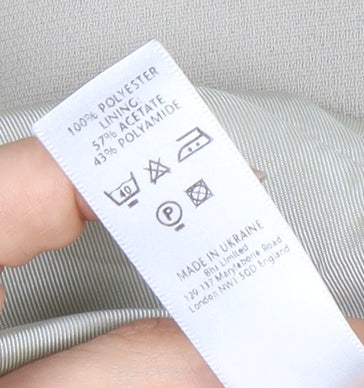 100% POLYESTER
LINING:
57% ACETATE
43% POLYAMIDE
40
P
MADE IN UKRAINE
Bhs Limited
129-137 Marylebone Road
London NW1 5QD England